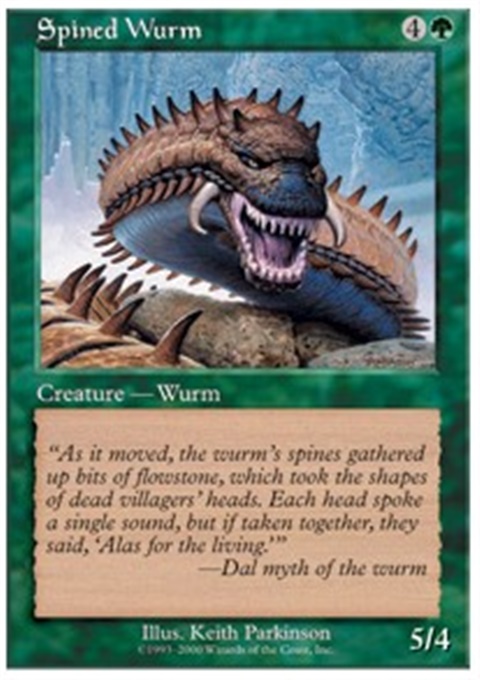 Spined Wurm 4
Creature — Wurm
“As it moved, the wurm’s spines gathered
up bits of flowstone, which took the shapes
of dead villagers’ heads. Each head spoke
a single sound, but if taken together, they
said, ‘Alas for the living.’”
—Dal myth of the wurm
Illus. Keith Parkinson
©1993–2000 Wizards of the Coast, Inc.
5/4